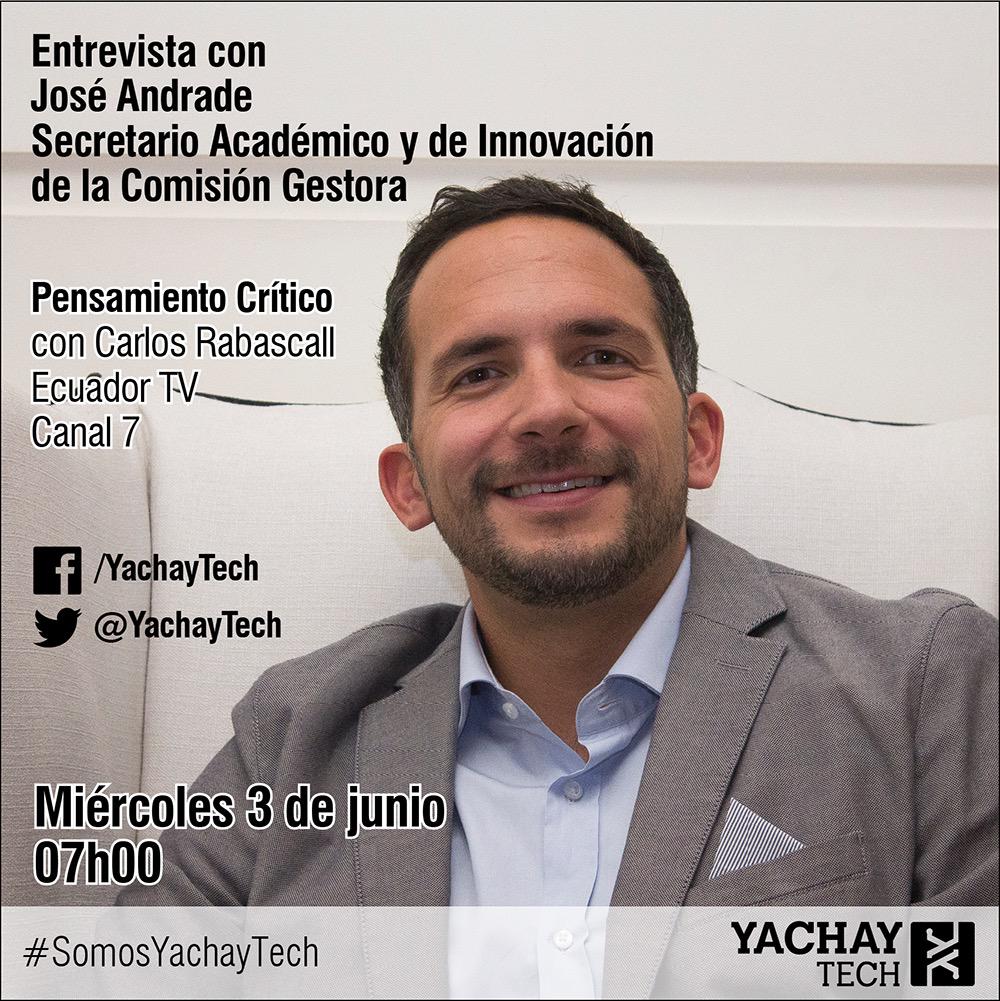 Entrevista con
José Andrade
Secretario Académico y de Innovación
de la Comisión Gestora
Pensamiento Crítico
con Carlos Rabascall
Ecuador TV
Canal 7
f /YachayTech
@YachayTech
Miércoles 3 de junio
07h00
#SomosYachayTech
YACHAY
TECH